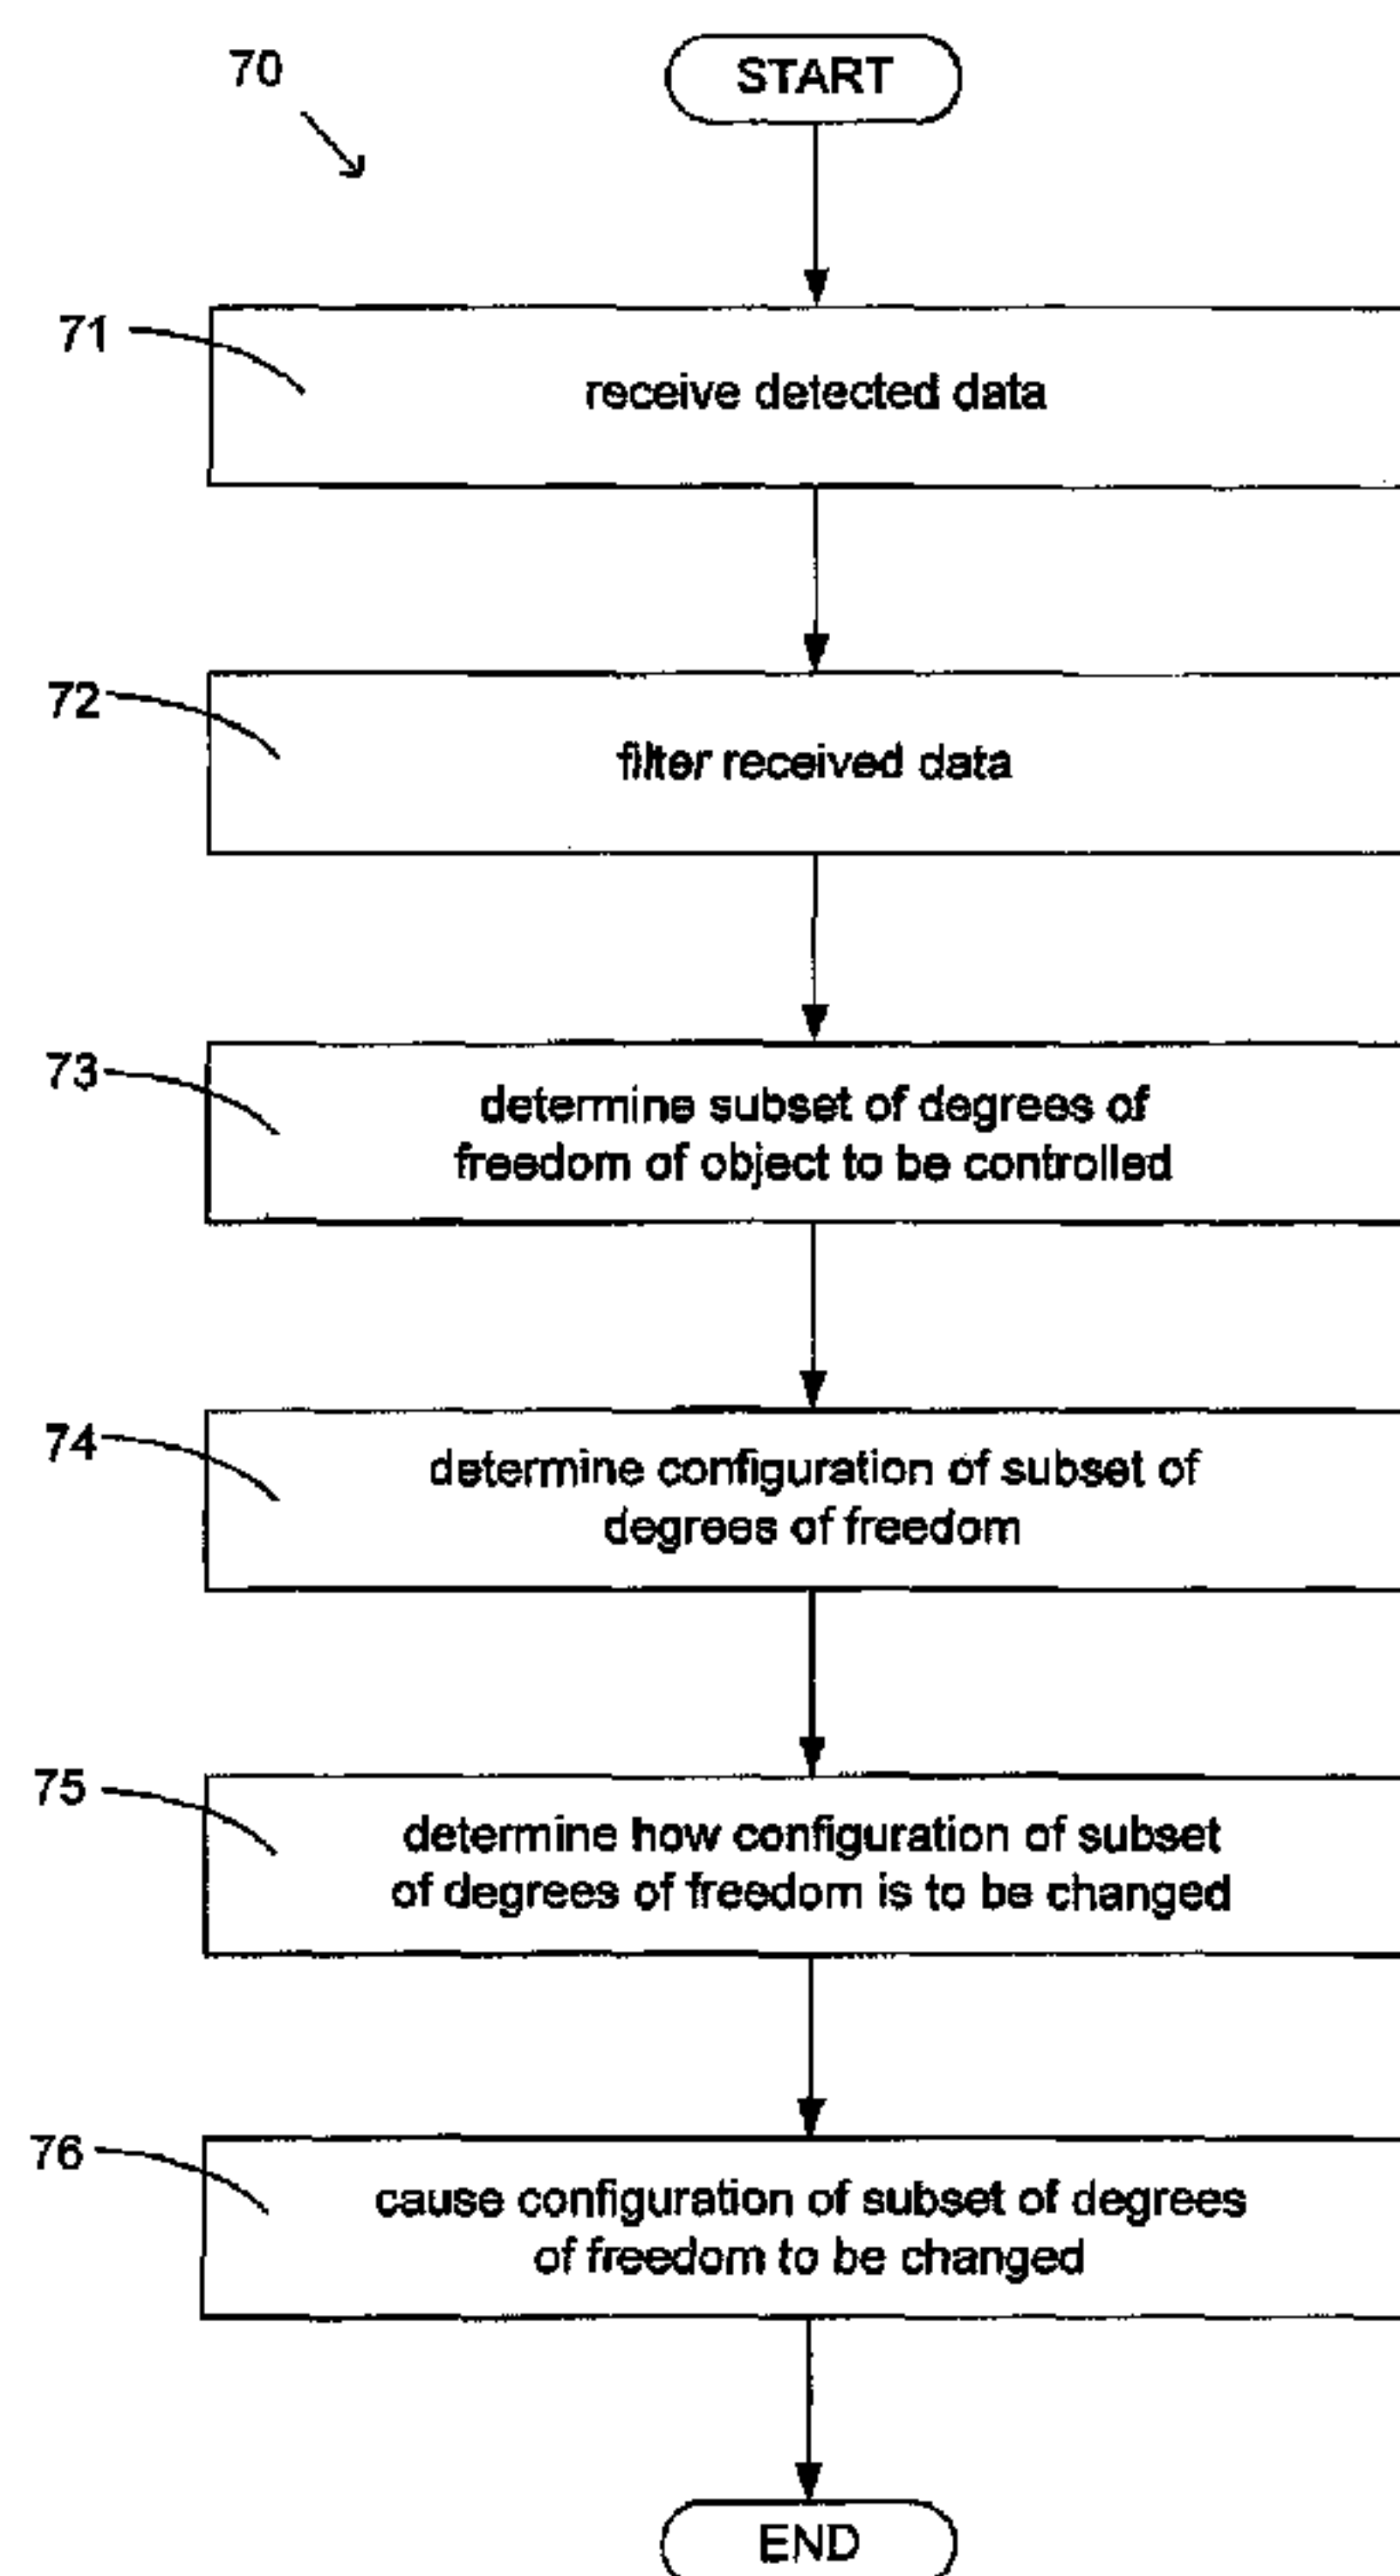 70
START
71
receive detected data
72
filter received data
73
determine subset of degrees of
freedom of object to be controlled
74
determine configuration of subset of
degrees of freedom
75
determine how configuration of subset
of degrees of freedom is to be changed
76
cause configuration of subset of degrees
of freedom to be changed
END